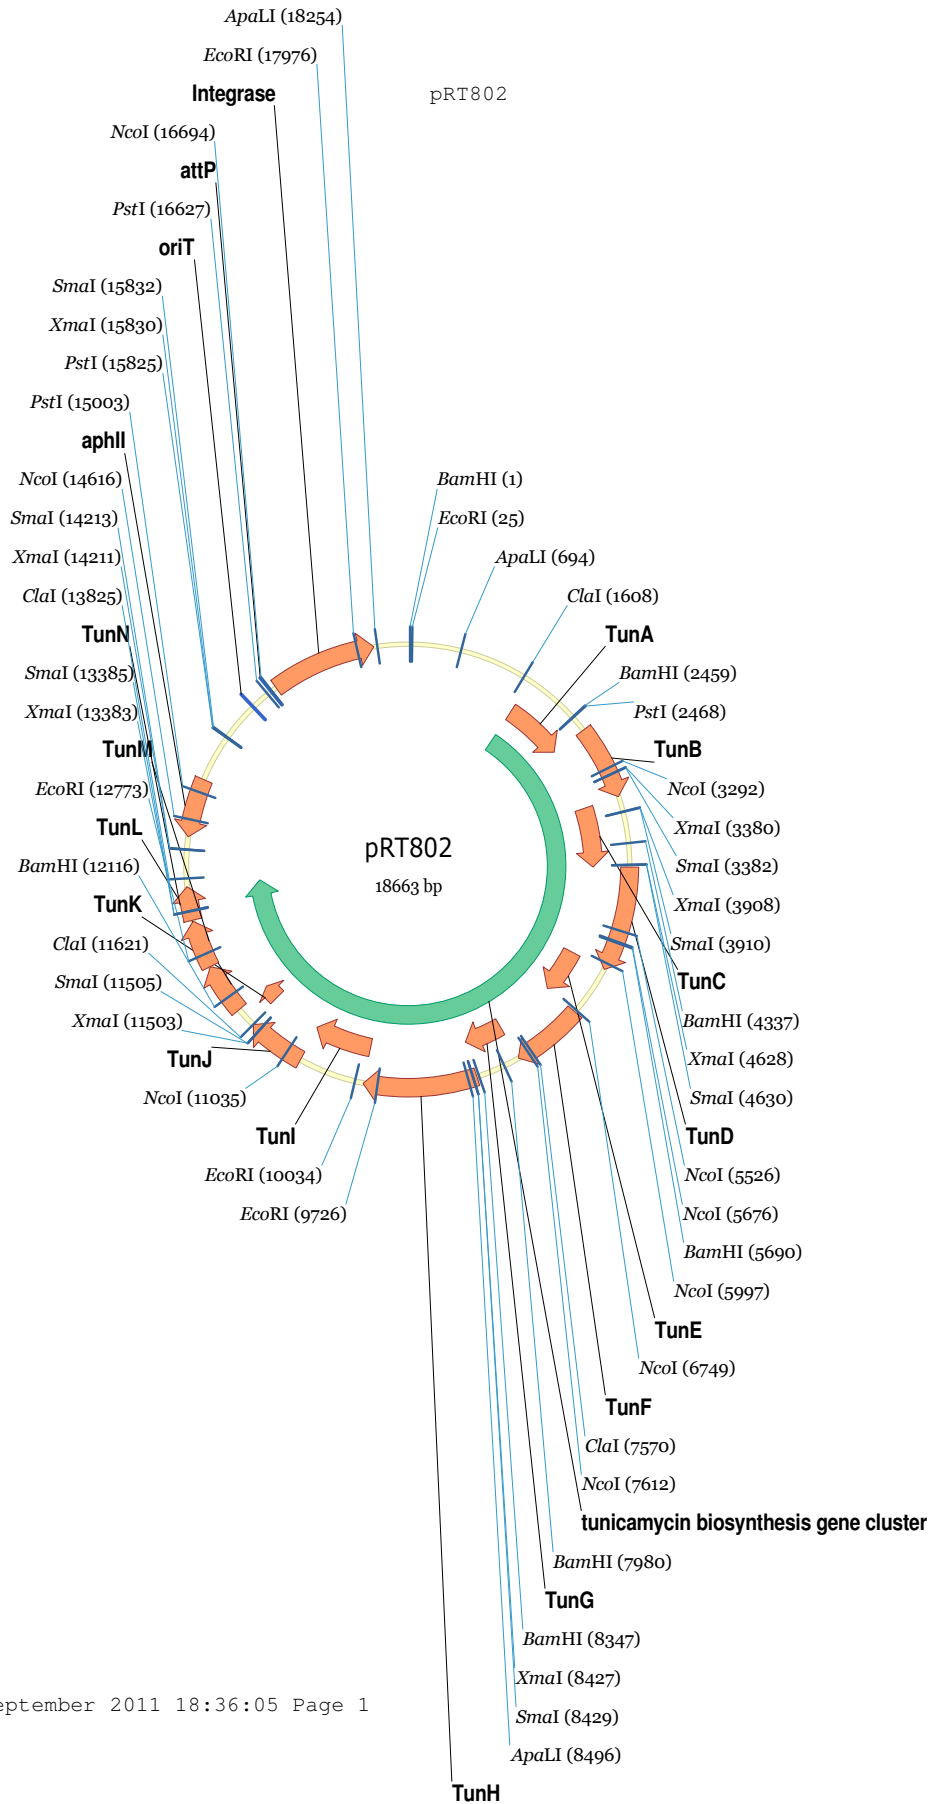 ApaLI (18254)
EcoRI (17976)
pRT802
Integrase
NcoI (16694)
attP
PstI (16627)
oriT
SmaI (15832)
XmaI (15830)
PstI (15825)
PstI (15003)
aphII
NcoI (14616)
SmaI (14213)
XmaI (14211)
ClaI (13825)
TunN
SmaI (13385)
XmaI (13383)
TunM
EcoRI (12773)
TunL
BamHI (12116)
TunK
ClaI (11621)
SmaI (11505)
XmaI (11503)
TunJ
NcoI (11035)
TunI
EcoRI (10034)
EcoRI (9726)
BamHI (1)
EcoRI (25)
ApaLI (694)
ClaI (1608)
TunA
BamHI (2459)
PstI (2468)
TunB
NcoI (3292)
XmaI (3380)
SmaI (3382)
XmaI (3908)
SmaI (3910)
TunC
BamHI (4337)
XmaI (4628)
SmaI (4630)
TunD
NcoI (5526)
NcoI (5676)
BamHI (5690)
NcoI (5997)
TunE
NcoI (6749)
TunF
ClaI (7570)
NcoI (7612)
tunicamycin biosynthesis gene cluster
BamHI (7980)
TunG
BamHI (8347)
XmaI (8427)
SmaI (8429)
ApaLI (8496)
TunH
pRT802
18663 bp
eptember 2011 18:36:05 Page 1